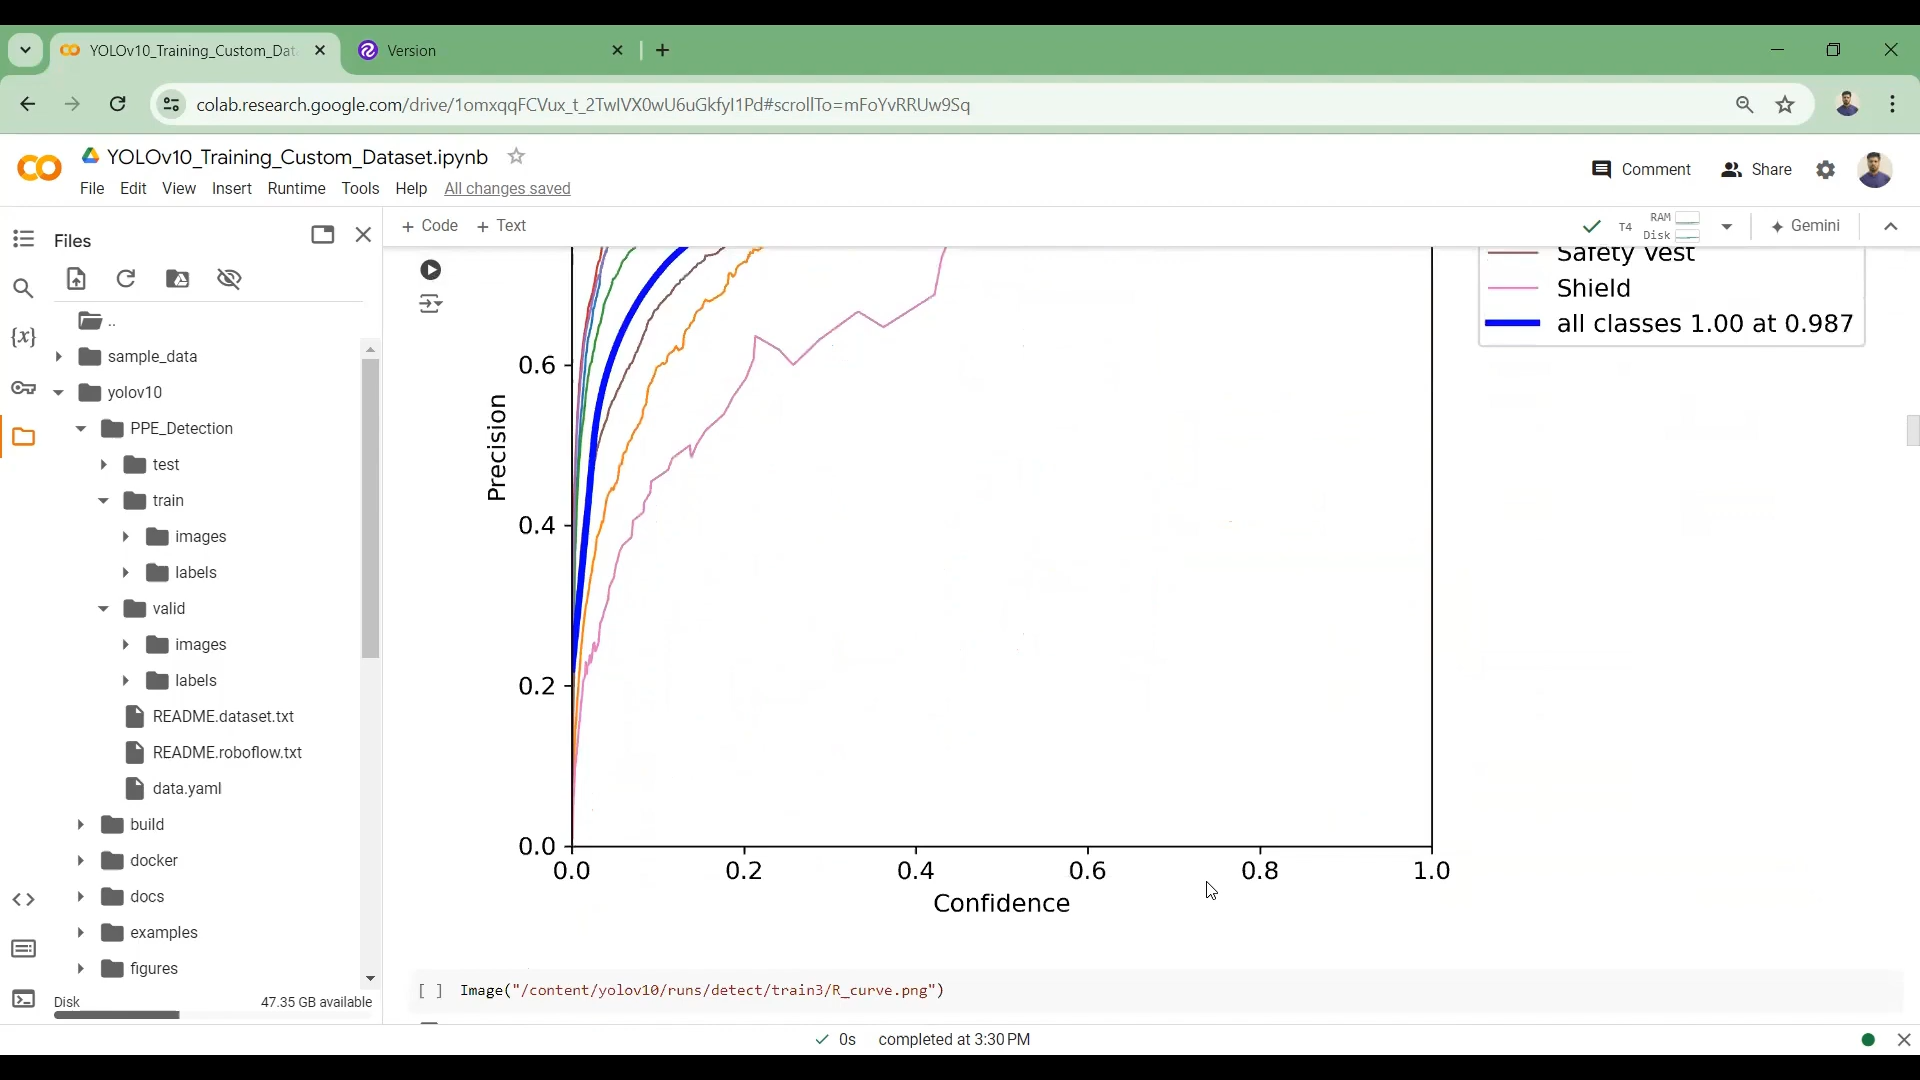 YOLOv10_Training_Custom_Dat
Version
colab.research.google.com/drive/1omxqqFCVux_t_2TwIVX0wU6uGkfyI1Pd#scrollTo=mFoYvRRUw9Sq
YOLOv10_Training_Custom_Dataset.ipynb
File Edit View Insert Runtime Tools Help All changes saved
Comment Share
Files
+ Code + Text
T4 RAM
Disk
Gemini
..
sample_data
yolov10
PPE_Detection
test
train
images
labels
valid
images
labels
README.dataset.txt
README.roboflow.txt
data.yaml
build
docker
docs
examples
figures
Disk 47.35 GB available
Safety Vest
Shield
all classes 1.00 at 0.987
Precision
0.6
0.4
0.2
0.0
0.0 0.2 0.4 0.6 0.8 1.0
Confidence
[ ] Image("/content/yolov10/runs/detect/train3/R_curve.png")
0s completed at 3:30 PM